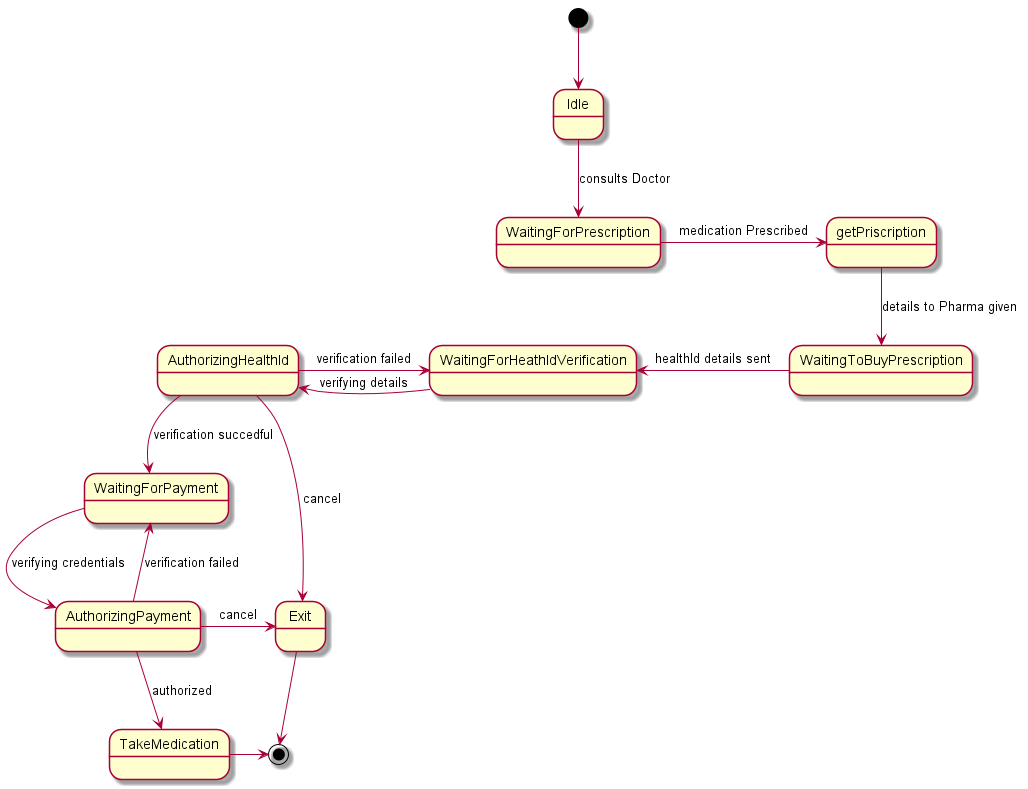 Idle
consults Doctor
WaitingForPrescription
medication Prescribed
getPriscription
details to Pharma given
AuthorizingHealthId
verification failed
WaitingForHeathIdVerification
healthId details sent
WaitingToBuyPrescription
verifying details
verification succedful
WaitingForPayment
cancel
verifying credentials
verification failed
AuthorizingPayment
cancel
Exit
authorized
TakeMedication